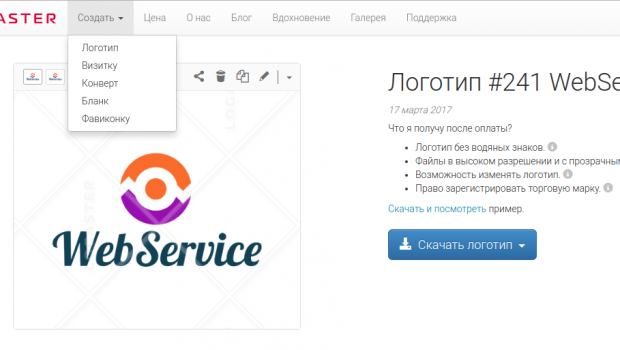 ASTER Создать Цена О нас Блог Вдохновение Галерея Поддержка
Логотип
Визитку
Конверт
Бланк
Фавиконку
WebService
Логотип #241 WebSe
17 марта 2017
Что я получу после оплаты?
Логотип без водяных знаков.
Файлы в высоком разрешении и с прозрачным
Возможность изменять логотип.
Право зарегистрировать торговую марку.
Скачать и посмотреть пример.
Скачать логотип